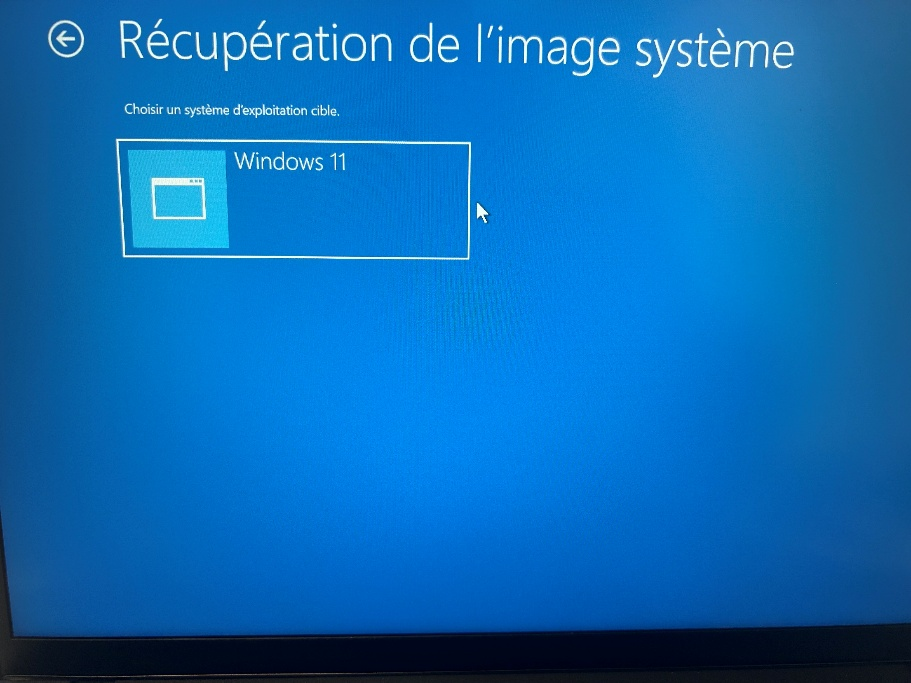 Récupération de l'image système
Choisir un système d'exploitation cible.
Windows 11